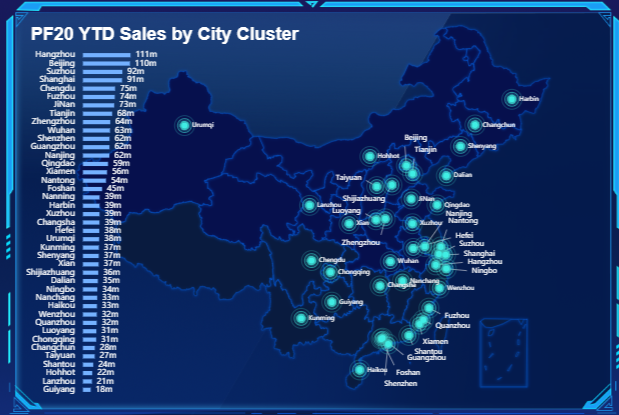 PF20 YTD Sales by City Cluster
Hangzhou 111m
Beijing 110m
Suzhou 92m
Shanghai 91m
Chengdu 75m
Fuzhou 74m
JiNan 73m
Tianjin 68m
Zhengzhou 64m
Wuhan 63m
Shenzhen 62m
Guangzhou 62m
Nanjing 62m
Qingdao 59m
Xiamen 56m
Nantong 54m
Foshan 45m
Nanning 39m
Harbin 39m
Xuzhou 39m
Changsha 39m
Hefei 38m
Urumqi 38m
Kunming 37m
Shenyang 37m
Xian 37m
Shijiazhuang 36m
Dalian 35m
Ningbo 34m
Nanchang 33m
Haikou 33m
Wenzhou 32m
Quanzhou 32m
Luoyang 31m
Chongqing 31m
Changchun 28m
Taiyuan 27m
Shantou 24m
Hohhot 22m
Lanzhou 21m
Guiyang 18m
Harbin
Urumqi
Changchun
Beijing
Shenyang
Tianjin
Hohhot
Dalian
Taiyuan
Shijiazhuang
JiNan
Lanzhou
Qingdao
Luoyang
Nanjing
Nantong
Xian
Xuzhou
Zhengzhou
Hefei
Suzhou
Shanghai
Chengdu
Wuhan
Hangzhou
Chongqing
Ningbo
Nanchang
Changsha
Wenzhou
Guiyang
Fuzhou
Kunming
Quanzhou
Xiamen
Shantou
Guangzhou
Haikou
Foshan
Shenzhen